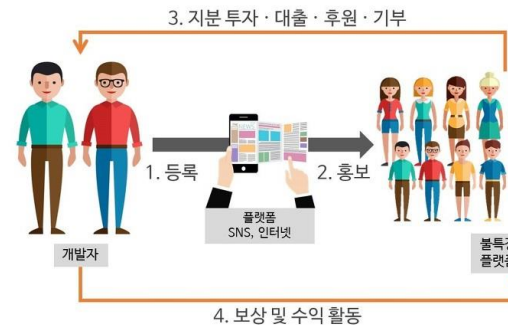 3. 지분 투자 · 대출 · 후원 · 기부
1. 등록
2. 홍보
플랫폼
SNS, 인터넷
개발자
4. 보상 및 수익 활동